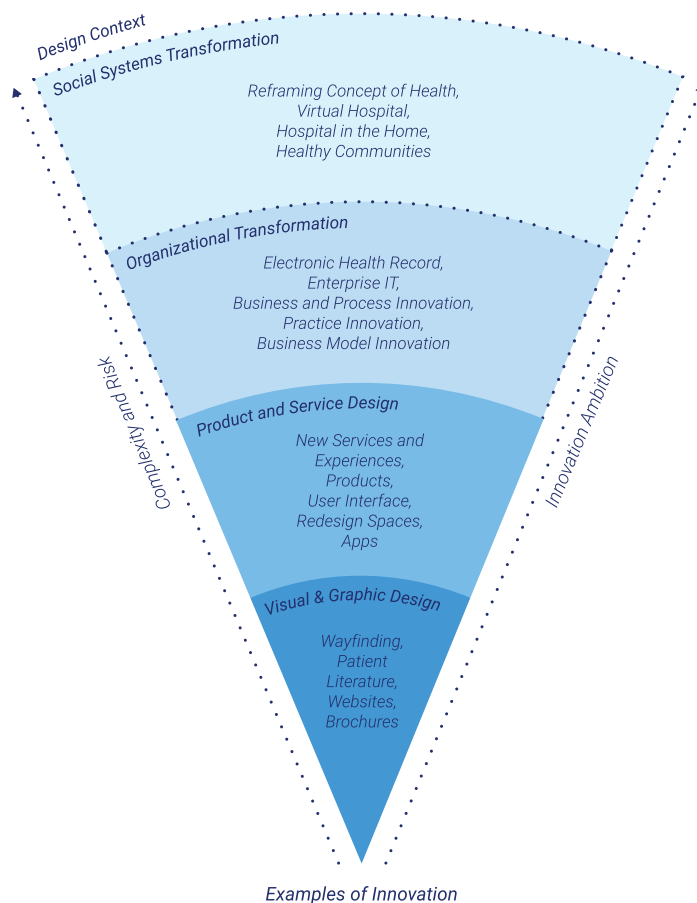 Design Context
Social Systems Transformation
Reframing Concept of Health,
Virtual Hospital,
Hospital in the Home,
Healthy Communities
Organizational Transformation
Electronic Health Record,
Enterprise IT,
Business and Process Innovation,
Practice Innovation,
Business Model Innovation
Complexity and Risk
Innovation Ambition
Product and Service Design
New Services and
Experiences,
Products,
User Interface,
Redesign Spaces,
Apps
Visual & Graphic Design
Wayfinding,
Patient
Literature,
Websites,
Brochures
Examples of Innovation